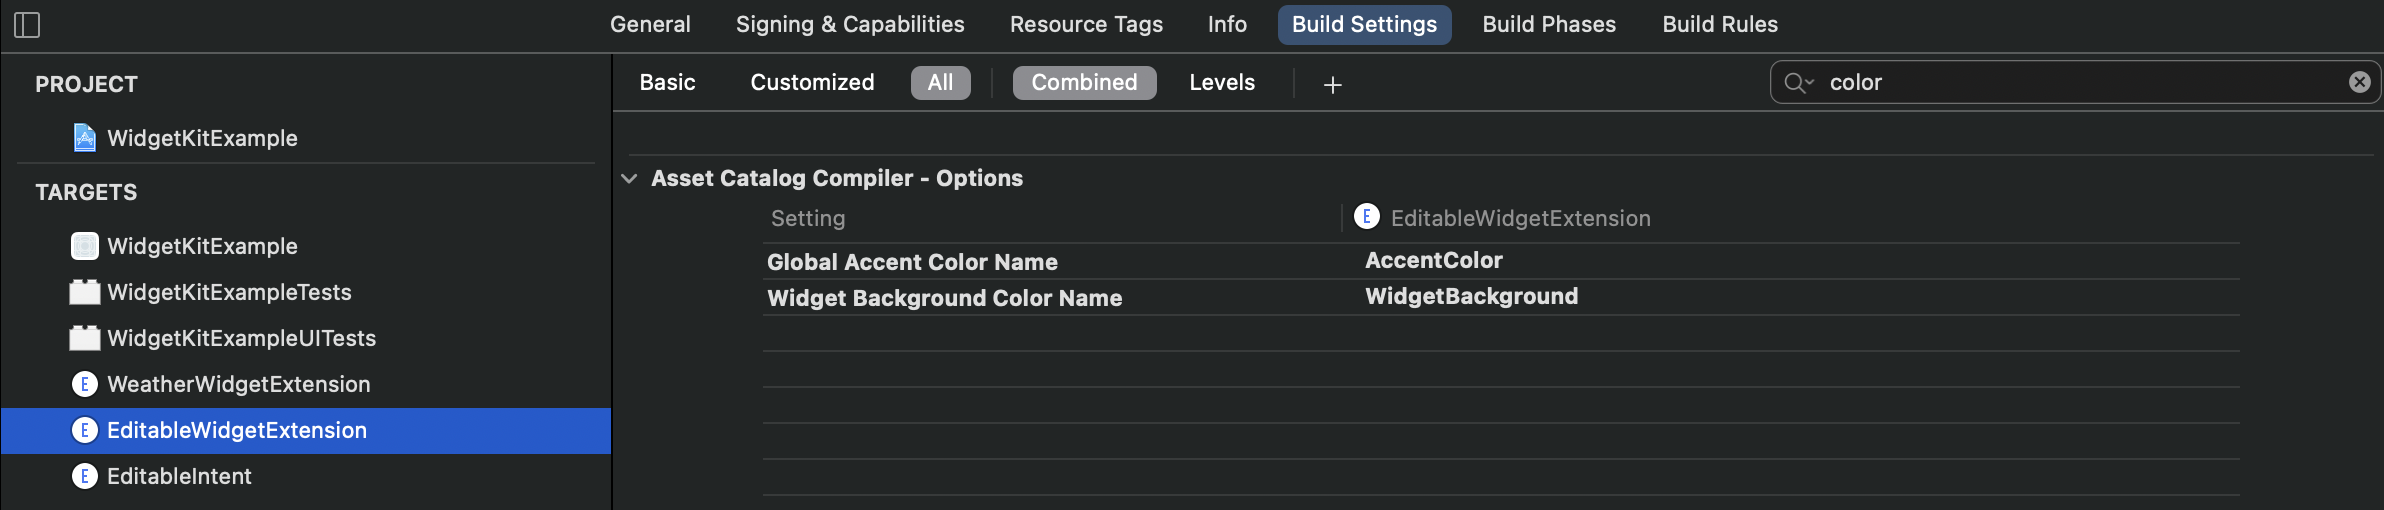 General Signing & Capabilities Resource Tags Info Build Settings Build Phases Build Rules
PROJECT
WidgetKitExample
TARGETS
WidgetKitExample
WidgetKitExampleTests
WidgetKitExampleUITests
E WeatherWidgetExtension
E EditableWidgetExtension
E EditableIntent
Basic Customized All Combined Levels + color
Asset Catalog Compiler - Options
Setting E EditableWidgetExtension
Global Accent Color Name AccentColor
Widget Background Color Name WidgetBackground